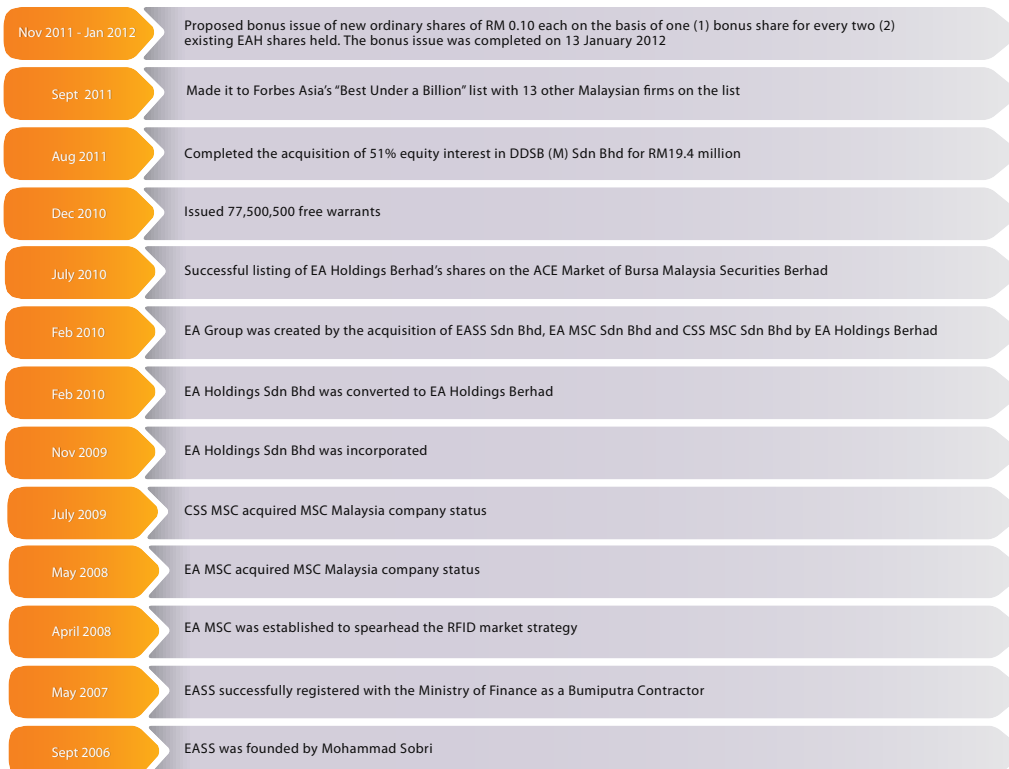 Nov 2011 - Jan 2012
Proposed bonus issue of new ordinary shares of RM 0.10 each on the basis of one (1) bonus share for every two (2)
existing EAH shares held. The bonus issue was completed on 13 January 2012
Sept 2011
Made it to Forbes Asia's “Best Under a Billion” list with 13 other Malaysian firms on the list
Aug 2011
Completed the acquisition of 51% equity interest in DDSB (M) Sdn Bhd for RM19.4 million
Dec 2010
Issued 77,500,500 free warrants
July 2010
Successful listing of EA Holdings Berhad's shares on the ACE Market of Bursa Malaysia Securities Berhad
Feb 2010
EA Group was created by the acquisition of EASS Sdn Bhd, EA MSC Sdn Bhd and CSS MSC Sdn Bhd by EA Holdings Berhad
Feb 2010
EA Holdings Sdn Bhd was converted to EA Holdings Berhad
Nov 2009
EA Holdings Sdn Bhd was incorporated
July 2009
CSS MSC acquired MSC Malaysia company status
May 2008
EA MSC acquired MSC Malaysia company status
April 2008
EA MSC was established to spearhead the RFID market strategy
May 2007
EASS successfully registered with the Ministry of Finance as a Bumiputra Contractor
Sept 2006
EASS was founded by Mohammad Sobri